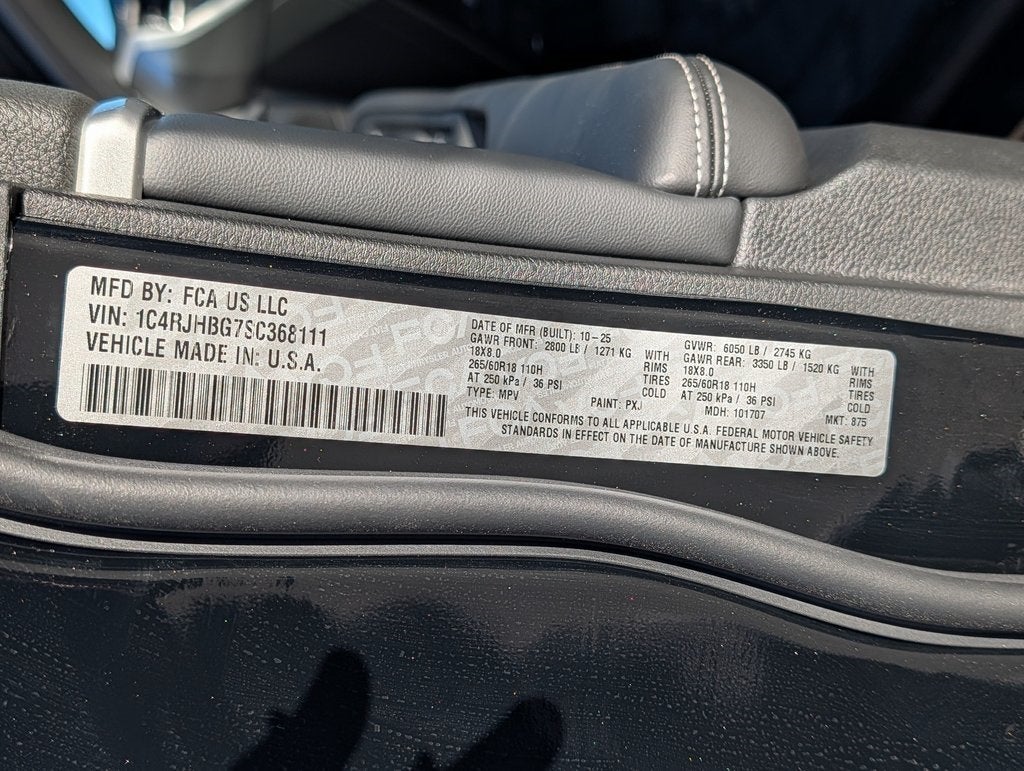 MFD BY: FCA US LLC
VIN: 1C4RJHBG7SC368111
VEHICLE MADE IN: U.S.A.
DATE OF MFR (BUILT): 10-25
GAWR FRONT: 2800 LB / 1271 KG WITH
18X8.0 RIMS
265/60R18 110H TIRES
AT 250 kPa / 36 PSI COLD
TYPE: MPV PAINT: PXJ
GVWR: 6050 LB / 2745 KG
GAWR REAR: 3350 LB / 1520 KG WITH
18X8.0 RIMS
265/60R18 110H TIRES
AT 250 kPa / 36 PSI COLD
MDH: 101707 MKT: 875
THIS VEHICLE CONFORMS TO ALL APPLICABLE U.S.A. FEDERAL MOTOR VEHICLE SAFETY
STANDARDS IN EFFECT ON THE DATE OF MANUFACTURE SHOWN ABOVE.